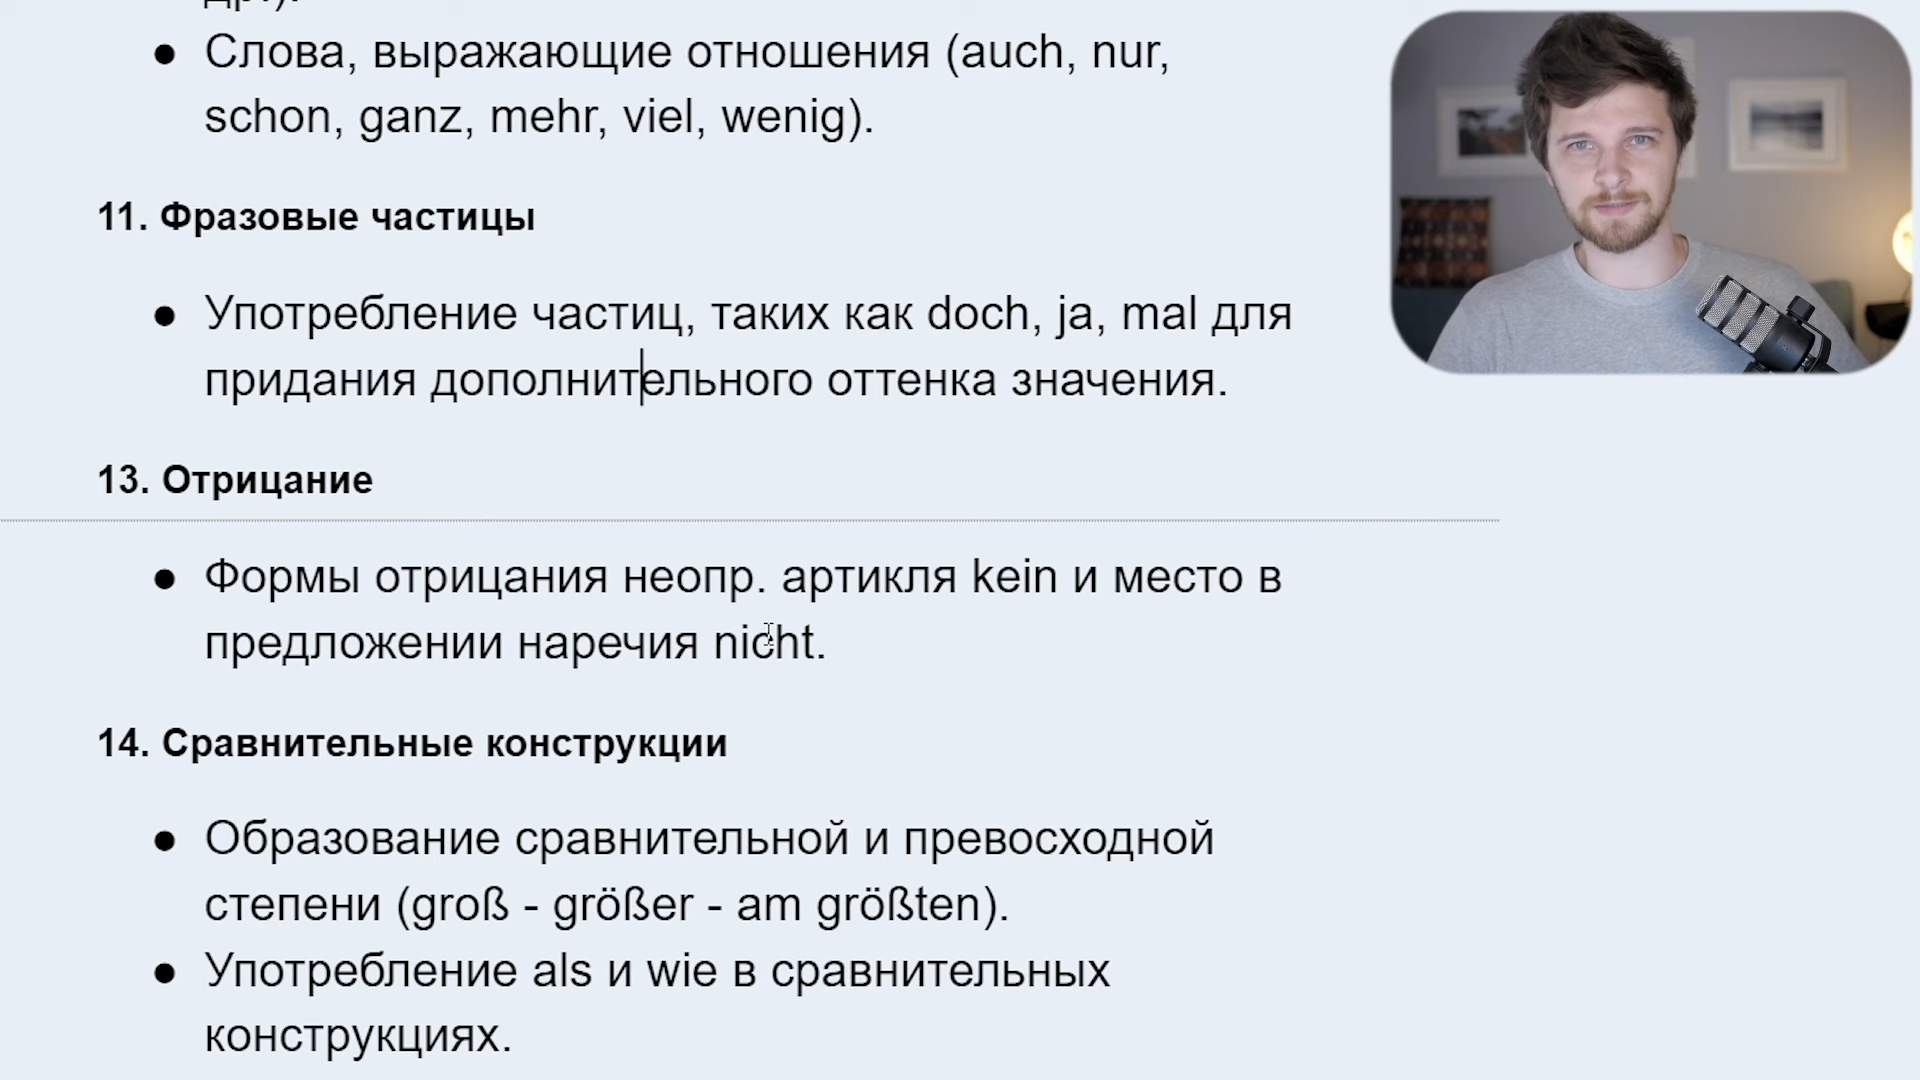 ● Слова, выражающие отношения (auch, nur,
schon, ganz, mehr, viel, wenig).
11. Фразовые частицы
● Употребление частиц, таких как doch, ja, mal для
придания дополнительного оттенка значения.
13. Отрицание
● Формы отрицания неопр. артикля kein и место в
предложении наречия nicht.
14. Сравнительные конструкции
● Образование сравнительной и превосходной
степени (groß - größer - am größten).
● Употребление als и wie в сравнительных
конструкциях.